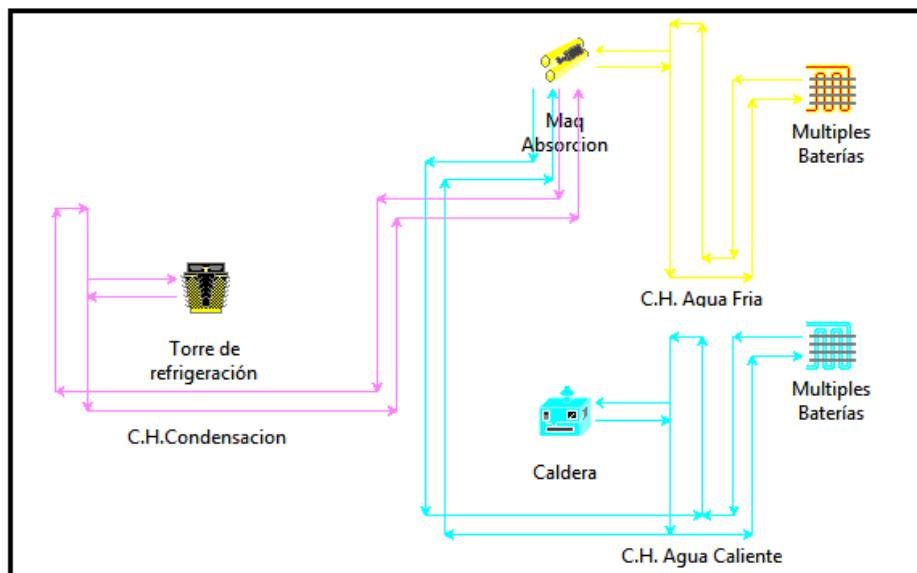 Maq
Absorcion
Multiples
Baterías
C.H. Agua Fria
Torre de
refrigeración
Multiples
Baterías
C.H.Condensacion
Caldera
C.H. Agua Caliente